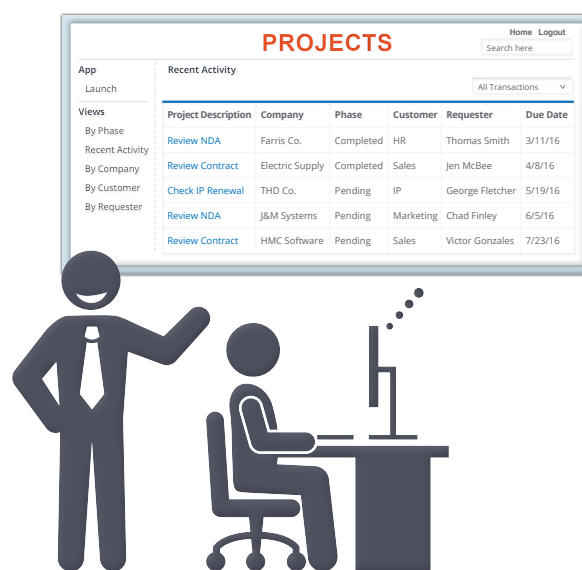 Home Logout
PROJECTS
Search here
App
Launch
Views
By Phase
Recent Activity
By Company
By Customer
By Requester
Recent Activity
All Transactions
Project Description Company Phase Customer Requester Due Date
Review NDA Farris Co. Completed HR Thomas Smith 3/11/16
Review Contract Electric Supply Completed Sales Jen McBee 4/8/16
Check IP Renewal THD Co. Pending IP George Fletcher 5/19/16
Review NDA J&M Systems Pending Marketing Chad Finley 6/5/16
Review Contract HMC Software Pending Sales Victor Gonzales 7/23/16